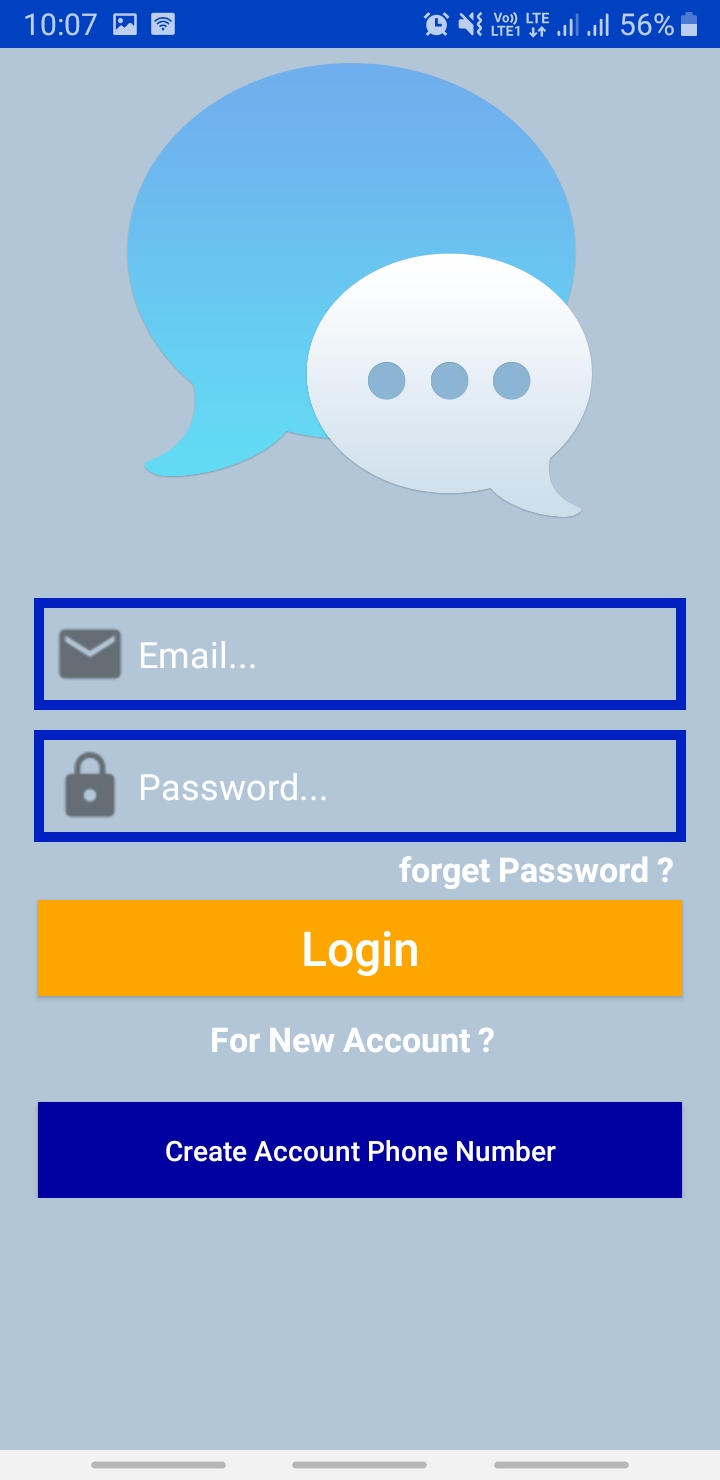 10:07 Vo)) LTE1 LTE 56%
Email...
Password...
forget Password ?
Login
For New Account ?
Create Account Phone Number